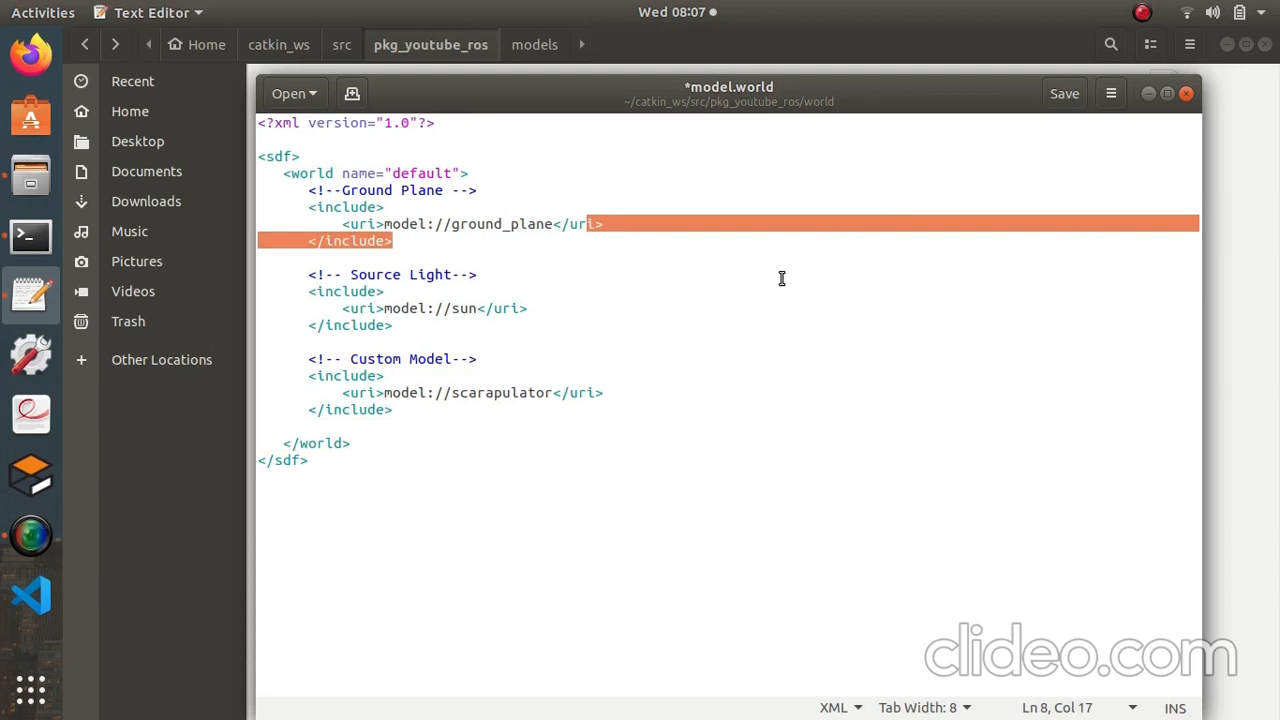 Activities Text Editor Wed 08:07
Home catkin_ws src pkg_youtube_ros models
Recent
Home
Desktop
Documents
Downloads
Music
Pictures
Videos
Trash
Other Locations
Open *model.world Save
~/catkin_ws/src/pkg_youtube_ros/world
<?xml version="1.0"?>
<sdf>
<world name="default">
<!--Ground Plane -->
<include>
<uri>model://ground_plane</uri>
</include>
<!-- Source Light-->
<include>
<uri>model://sun</uri>
</include>
<!-- Custom Model-->
<include>
<uri>model://scarapulator</uri>
</include>
</world>
</sdf>
clideo.com
XML Tab Width: 8 Ln 8, Col 17 INS